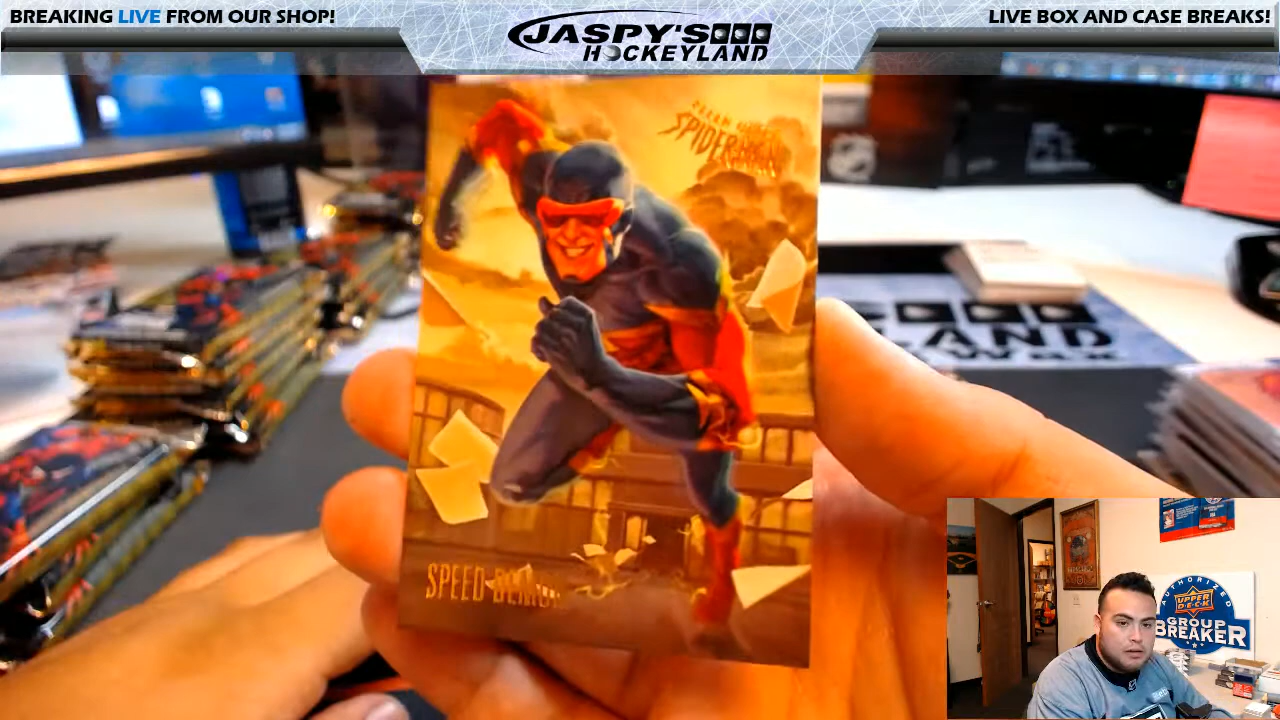 BREAKING LIVE FROM OUR SHOP!
JASPY'S
HOCKEYLAND
LIVE BOX AND CASE BREAKS!
SPIDER-MAN
SPEED DEMON
LAND
AUTHORIZED
UPPER DECK
GROUP
BREAKER